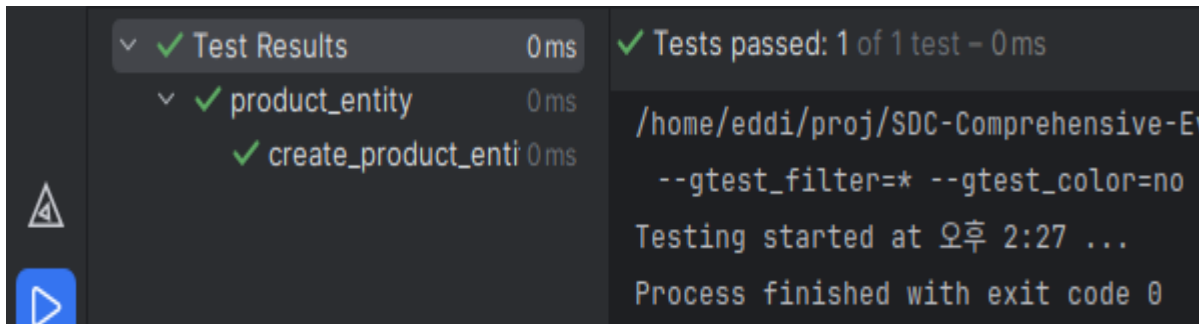 Test Results 0 ms
product_entity 0 ms
create_product_enti 0 ms
Tests passed: 1 of 1 test – 0 ms
/home/eddi/proj/SDC-Comprehensive-Ev
--gtest_filter=* --gtest_color=no
Testing started at 오후 2:27 ...
Process finished with exit code 0